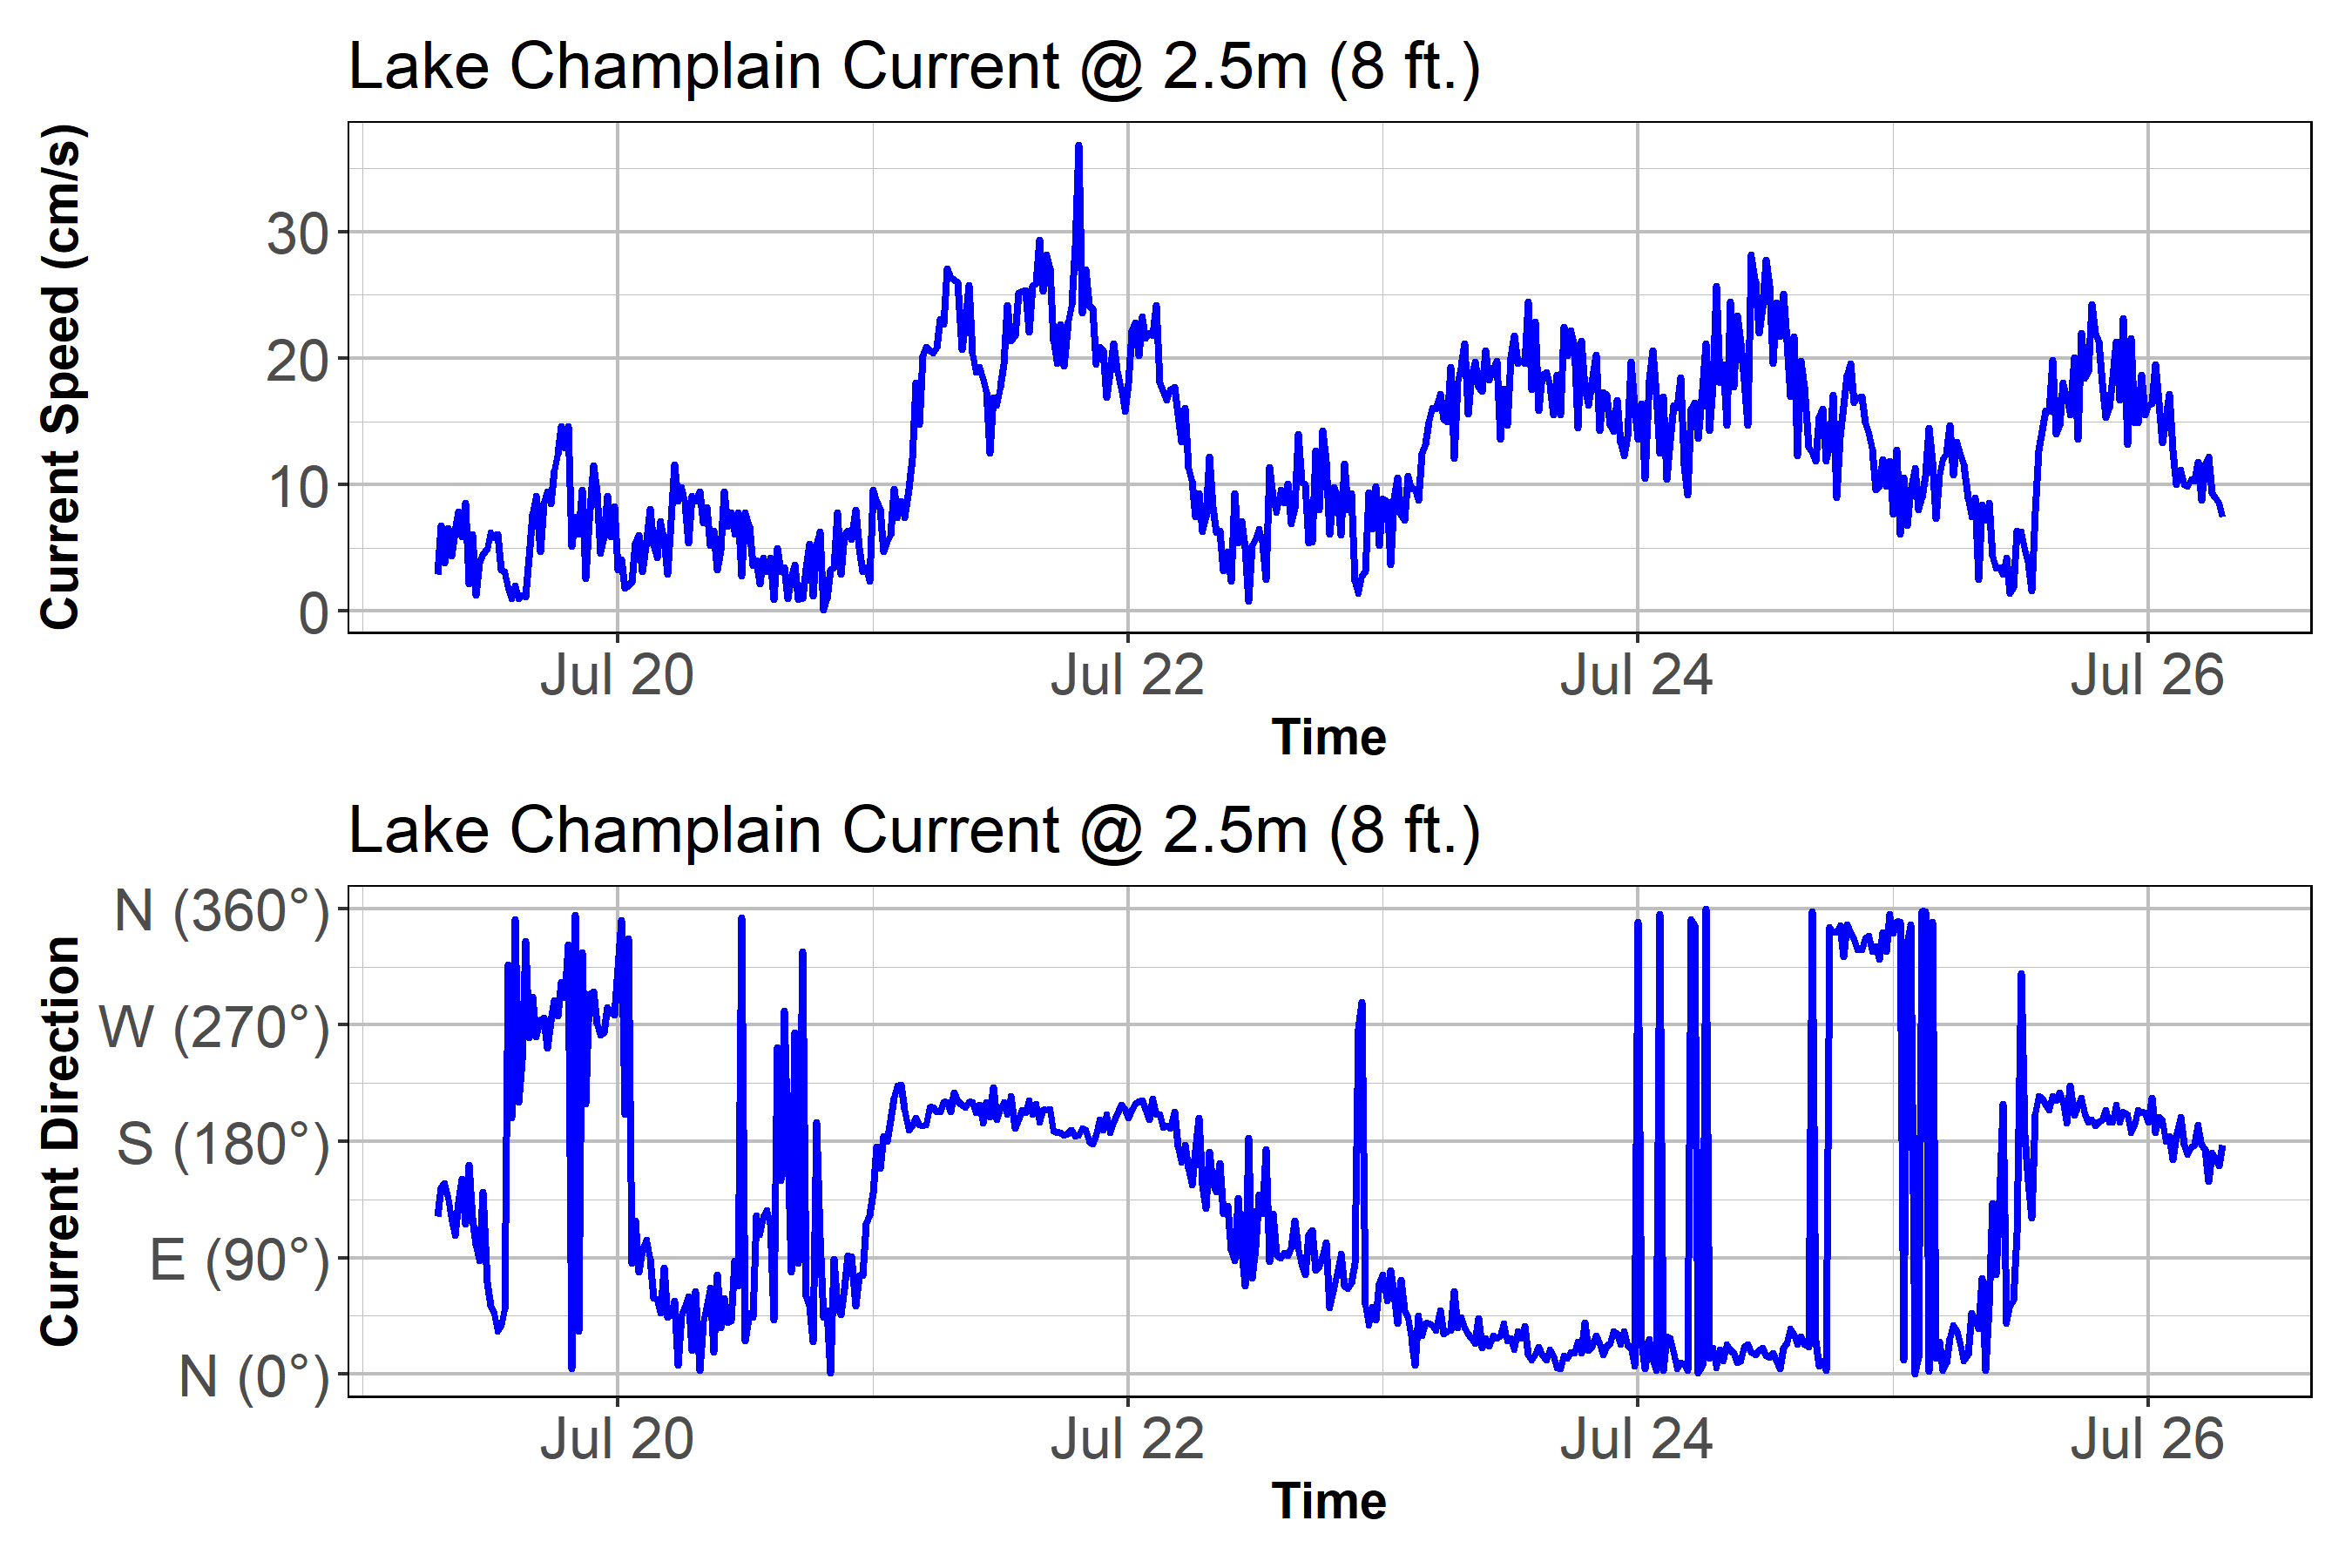 Lake Champlain Current @ 2.5m (8 ft.)
Current Speed (cm/s)
30
20
10
0
Jul 20 Jul 22 Jul 24 Jul 26
Time
Lake Champlain Current @ 2.5m (8 ft.)
Current Direction
N (360°)
W (270°)
S (180°)
E (90°)
N (0°)
Jul 20 Jul 22 Jul 24 Jul 26
Time